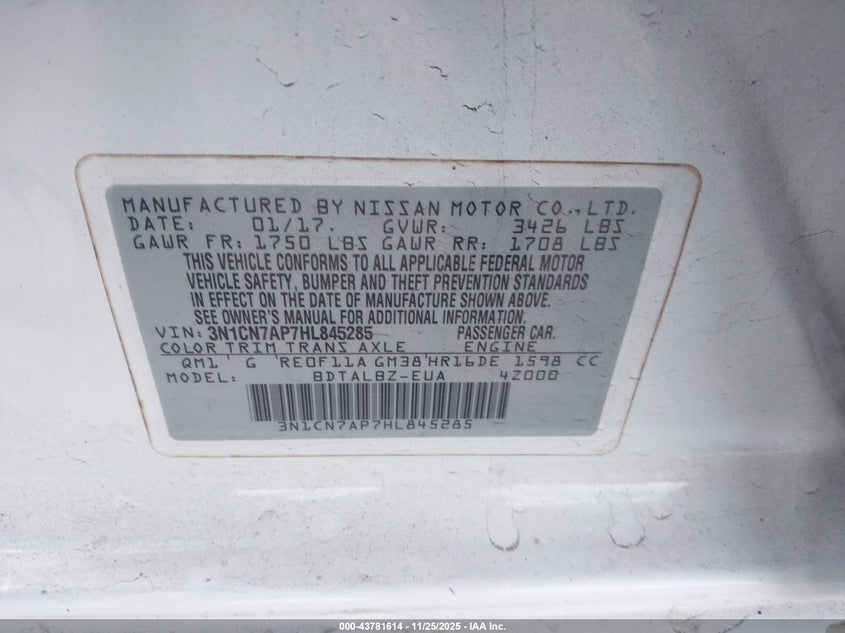 MANUFACTURED BY NISSAN MOTOR CO., LTD.
DATE: 01/17. GVWR: 3426 LBS
GAWR FR: 1750 LBS GAWR RR: 1708 LBS
THIS VEHICLE CONFORMS TO ALL APPLICABLE FEDERAL MOTOR
VEHICLE SAFETY, BUMPER AND THEFT PREVENTION STANDARDS
IN EFFECT ON THE DATE OF MANUFACTURE SHOWN ABOVE.
SEE OWNER'S MANUAL FOR ADDITIONAL INFORMATION.
VIN: 3N1CN7AP7HL845285 PASSENGER CAR.
COLOR TRIM TRANS AXLE ENGINE
QM1 G RE0F11A GM38 HR16DE 1598 CC
MODEL: BDTALBZ-EUA 4Z000
3N1CN7AP7HL845285
000-43781614 - 11/25/2025 - IAA Inc.